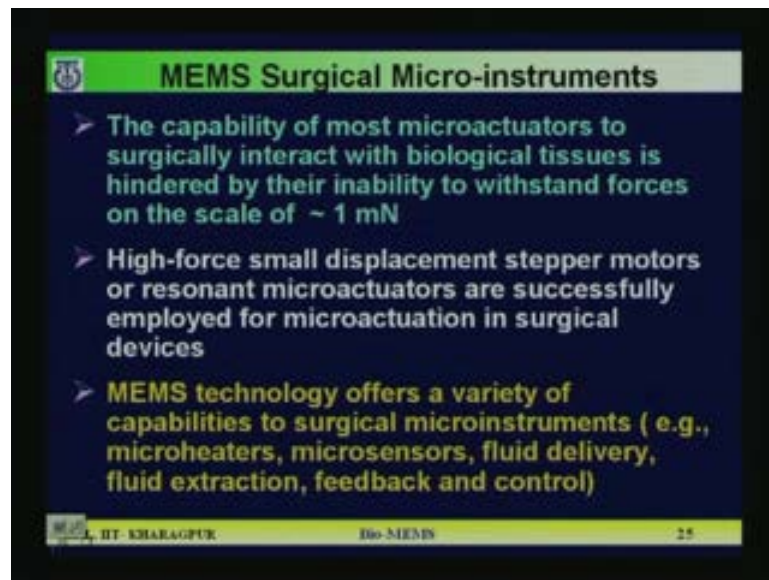 MEMS Surgical Micro-instruments
The capability of most microactuators to
surgically interact with biological tissues is
hindered by their inability to withstand forces
on the scale of ~ 1 mN
High-force small displacement stepper motors
or resonant microactuators are successfully
employed for microactuation in surgical
devices
MEMS technology offers a variety of
capabilities to surgical microinstruments ( e.g.,
microheaters, microsensors, fluid delivery,
fluid extraction, feedback and control)
IIT- KHARAGPUR Bio-MEMS 25